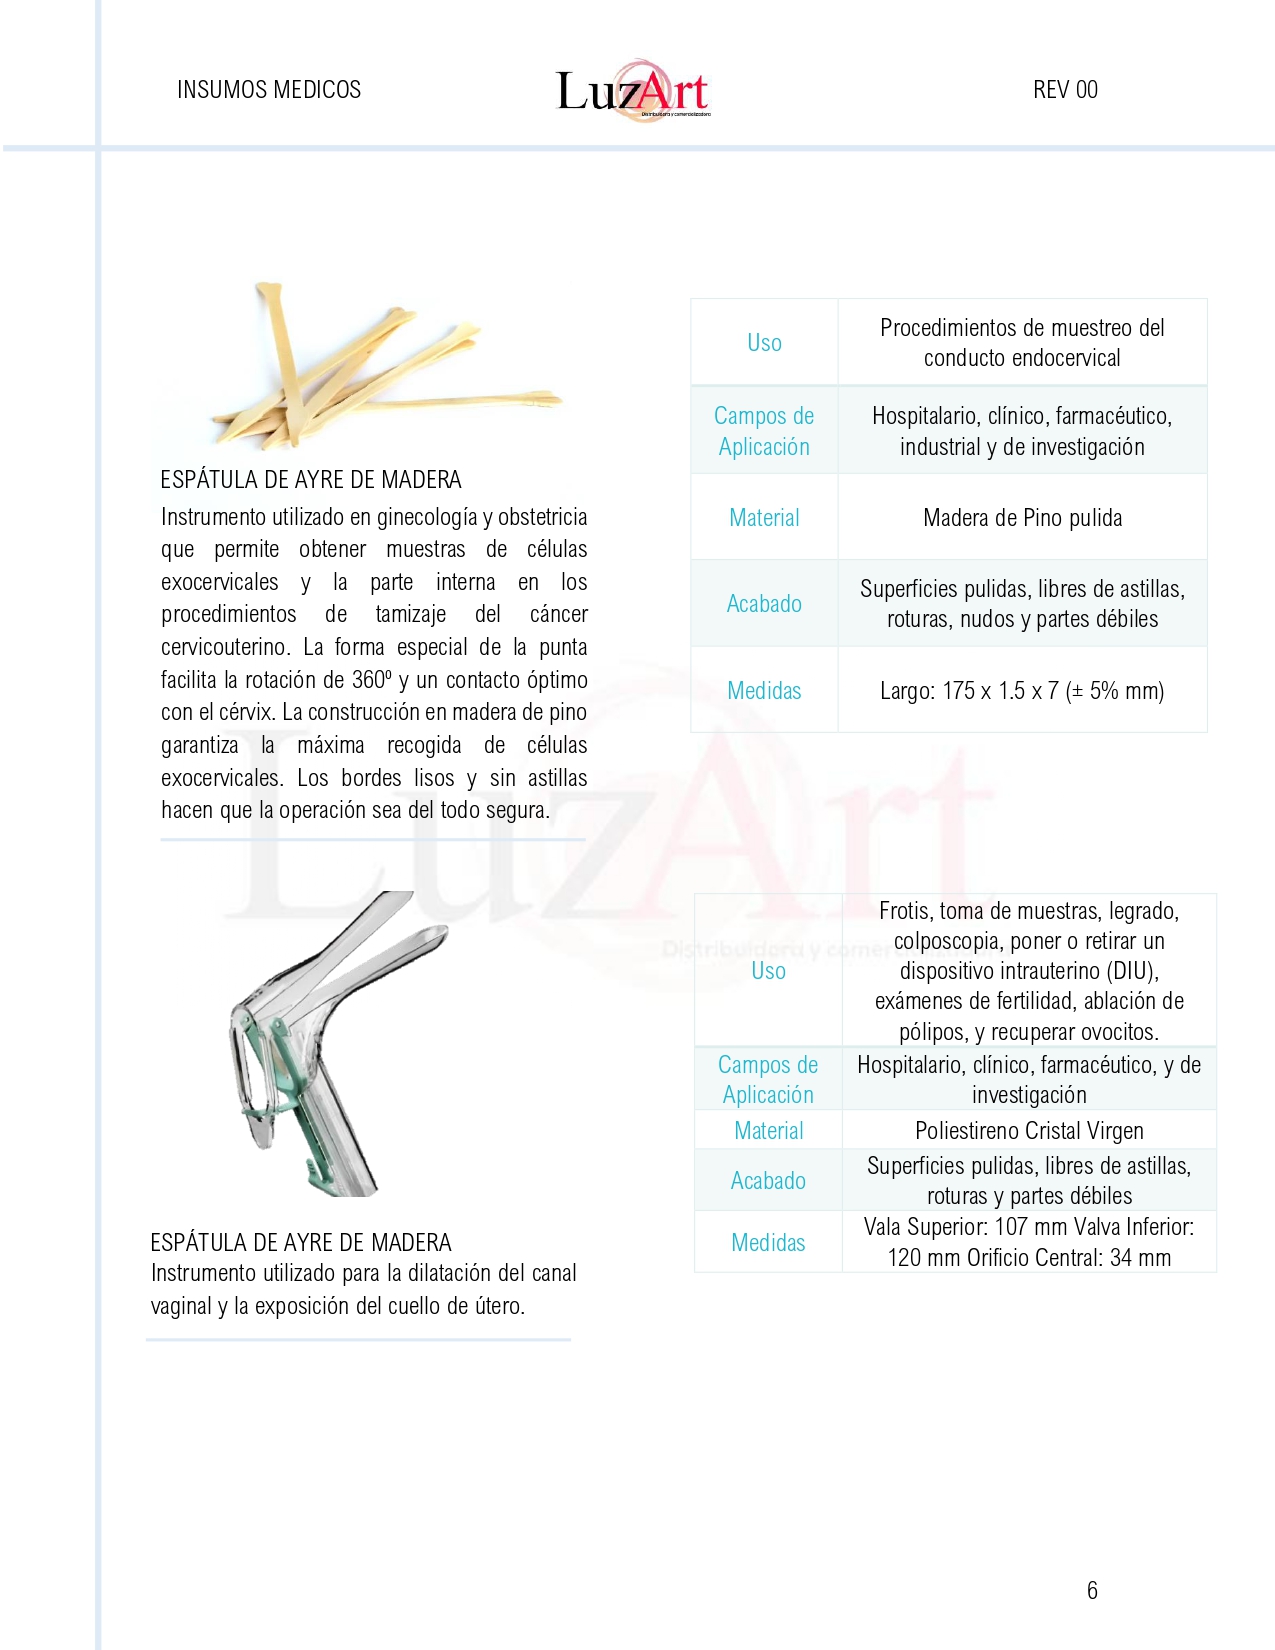 INSUMOS MEDICOS
LuzArt
Distribuidora y comercializadora
REV 00
ESPÁTULA DE AYRE DE MADERA
Instrumento utilizado en ginecología y obstetricia
que permite obtener muestras de células
exocervicales y la parte interna en los
procedimientos de tamizaje del cáncer
cervicouterino. La forma especial de la punta
facilita la rotación de 360º y un contacto óptimo
con el cérvix. La construcción en madera de pino
garantiza la máxima recogida de células
exocervicales. Los bordes lisos y sin astillas
hacen que la operación sea del todo segura.
Uso
Procedimientos de muestreo del
conducto endocervical
Campos de
Aplicación
Hospitalario, clínico, farmacéutico,
industrial y de investigación
Material
Madera de Pino pulida
Acabado
Superficies pulidas, libres de astillas,
roturas, nudos y partes débiles
Medidas
Largo: 175 x 1.5 x 7 (± 5% mm)
LuzArt
Distribuidora y comercializadora
ESPÁTULA DE AYRE DE MADERA
Instrumento utilizado para la dilatación del canal
vaginal y la exposición del cuello de útero.
Uso
Frotis, toma de muestras, legrado,
colposcopia, poner o retirar un
dispositivo intrauterino (DIU),
exámenes de fertilidad, ablación de
pólipos, y recuperar ovocitos.
Campos de
Aplicación
Hospitalario, clínico, farmacéutico, y de
investigación
Material
Poliestireno Cristal Virgen
Acabado
Superficies pulidas, libres de astillas,
roturas y partes débiles
Medidas
Vala Superior: 107 mm Valva Inferior:
120 mm Orificio Central: 34 mm
6